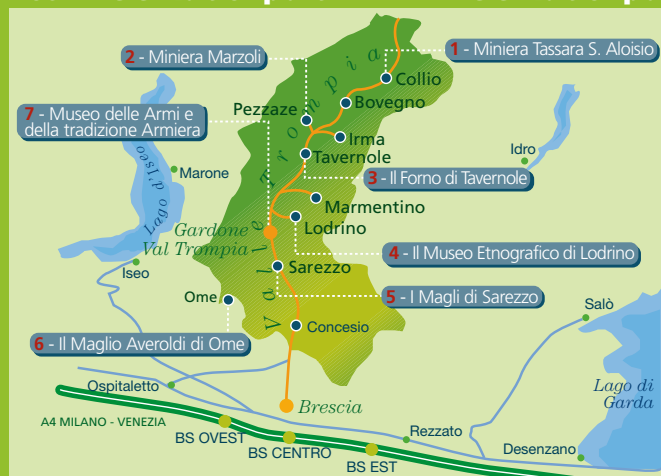 2 - Miniera Marzoli
1 - Miniera Tassara S. Aloisio
Collio
Bovegno
7 - Museo delle Armi e
della tradizione Armiera
Pezzaze
Irma
Tavernole
Idro
Marone
Lago d'Iseo
Valle Trompia
3 - Il Forno di Tavernole
Marmentino
Lodrino
Gardone
Val Trompia
4 - Il Museo Etnografico di Lodrino
Iseo
Sarezzo
Ome
5 - I Magli di Sarezzo
Salò
Concesio
6 - Il Maglio Averoldi di Ome
Ospitaletto
Lago di
Garda
Brescia
A4 MILANO - VENEZIA
BS OVEST
Rezzato
BS CENTRO
Desenzano
BS EST